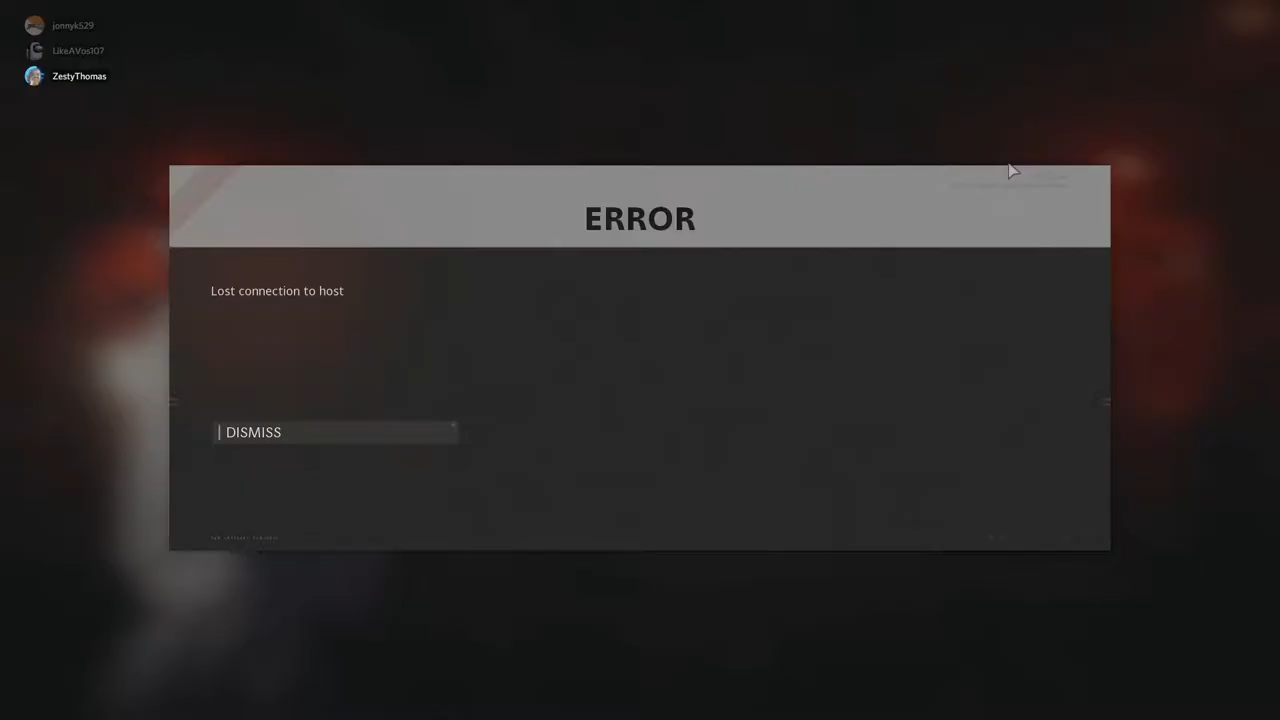 jonnyk529
LikeAVos107
ZestyThomas
ERROR
Lost connection to host
| DISMISS